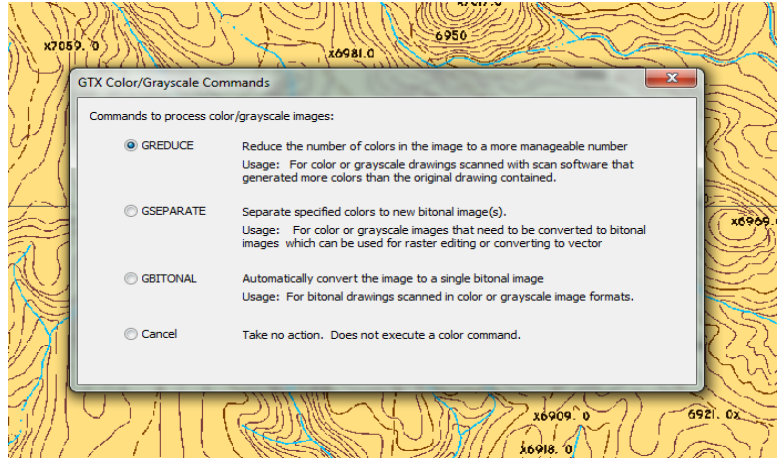 6950
x7059. 0
x6981.0
GTX Color/Grayscale Commands
Commands to process color/grayscale images:
GREDUCE
Reduce the number of colors in the image to a more manageable number
Usage: For color or grayscale drawings scanned with scan software that
generated more colors than the original drawing contained.
GSEPARATE
Separate specified colors to new bitonal image(s).
Usage: For color or grayscale images that need to be converted to bitonal
images which can be used for raster editing or converting to vector
x6969.
GBITONAL
Automatically convert the image to a single bitonal image
Usage: For bitonal drawings scanned in color or grayscale image formats.
Cancel
Take no action. Does not execute a color command.
x6909. 0
6921. 0x
x6918. 0